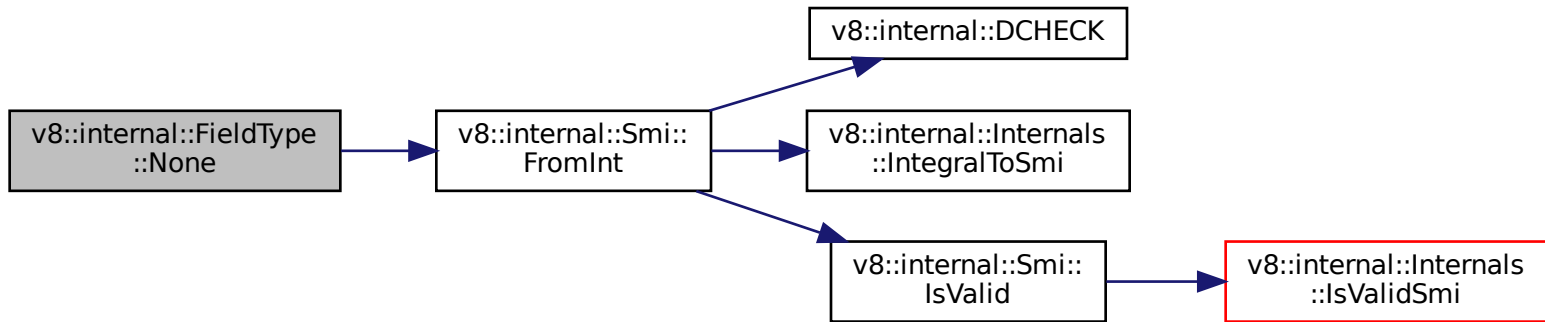 v8::internal::FieldType
::None
v8::internal::Smi::
FromInt
v8::internal::DCHECK
v8::internal::Internals
::IntegralToSmi
v8::internal::Smi::
IsValid
v8::internal::Internals
::IsValidSmi